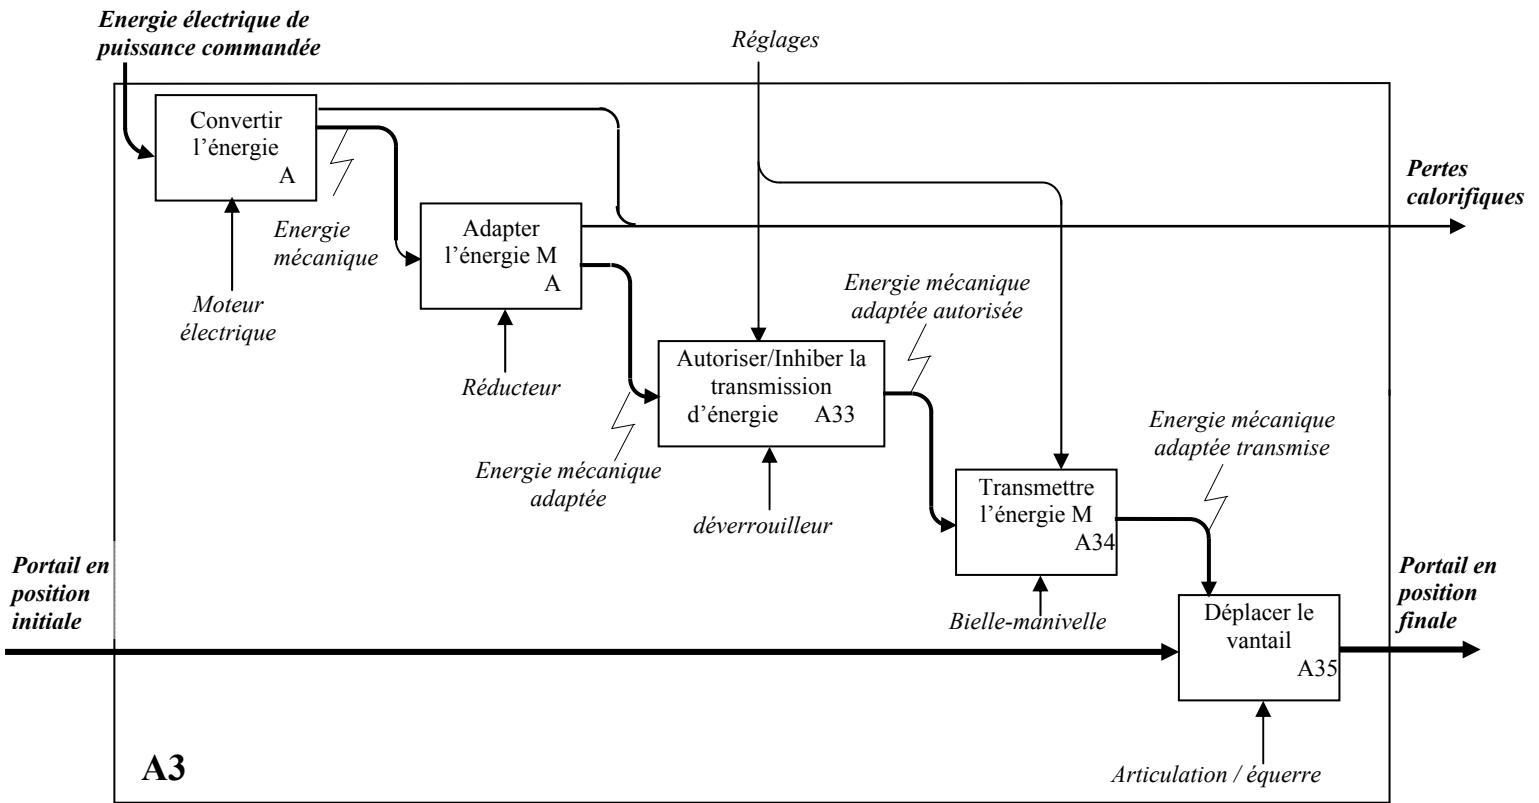 Energie électrique de
puissance commandée
Réglages
Convertir
l’énergie
A
Pertes
calorifiques
Energie
mécanique
Adapter
l’énergie M
A
Moteur
électrique
Energie mécanique
adaptée autorisée
Réducteur
Autoriser/Inhiber la
transmission
d’énergie A33
Energie mécanique
adaptée transmise
Energie mécanique
adaptée
déverrouilleur
Transmettre
l’énergie M
A34
Portail en
position
initiale
Portail en
position
finale
Bielle-manivelle
Déplacer le
vantail
A35
A3
Articulation / équerre